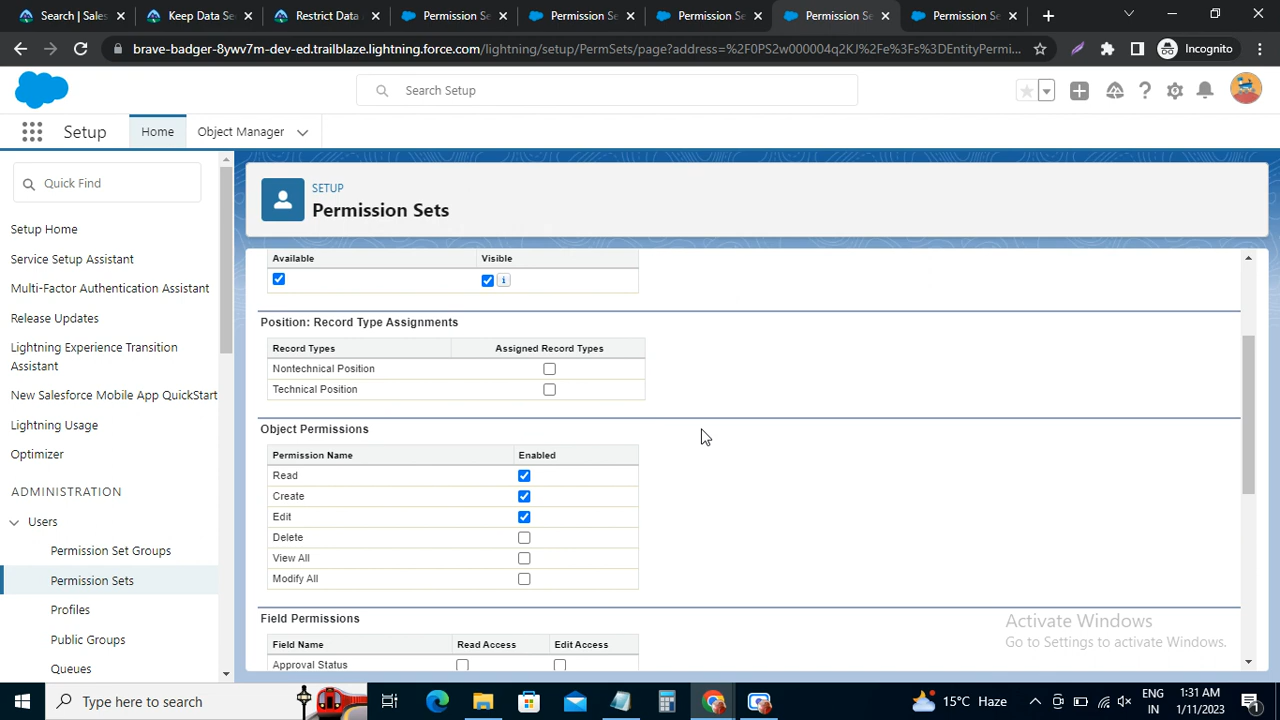 Search | Sales
Keep Data Sec
Restrict Data
Permission Se
Permission Se
Permission Se
Permission Se
Permission Se
brave-badger-8ywv7m-dev-ed.trailblaze.lightning.force.com/lightning/setup/PermSets/page?address=%2F0PS2w000004q2KJ%2Fe%3Fs%3DEntityPermi...
Incognito
Search Setup
Setup
Home
Object Manager
Quick Find
Setup Home
Service Setup Assistant
Multi-Factor Authentication Assistant
Release Updates
Lightning Experience Transition
Assistant
New Salesforce Mobile App QuickStart
Lightning Usage
Optimizer
ADMINISTRATION
Users
Permission Set Groups
Permission Sets
Profiles
Public Groups
Queues
SETUP
Permission Sets
Available Visible
Position: Record Type Assignments
Record Types Assigned Record Types
Nontechnical Position
Technical Position
Object Permissions
Permission Name Enabled
Read
Create
Edit
Delete
View All
Modify All
Field Permissions
Field Name Read Access Edit Access
Approval Status
Activate Windows
Go to Settings to activate Windows.
Type here to search
15°C Haze
ENG
IN
1:31 AM
1/11/2023
1